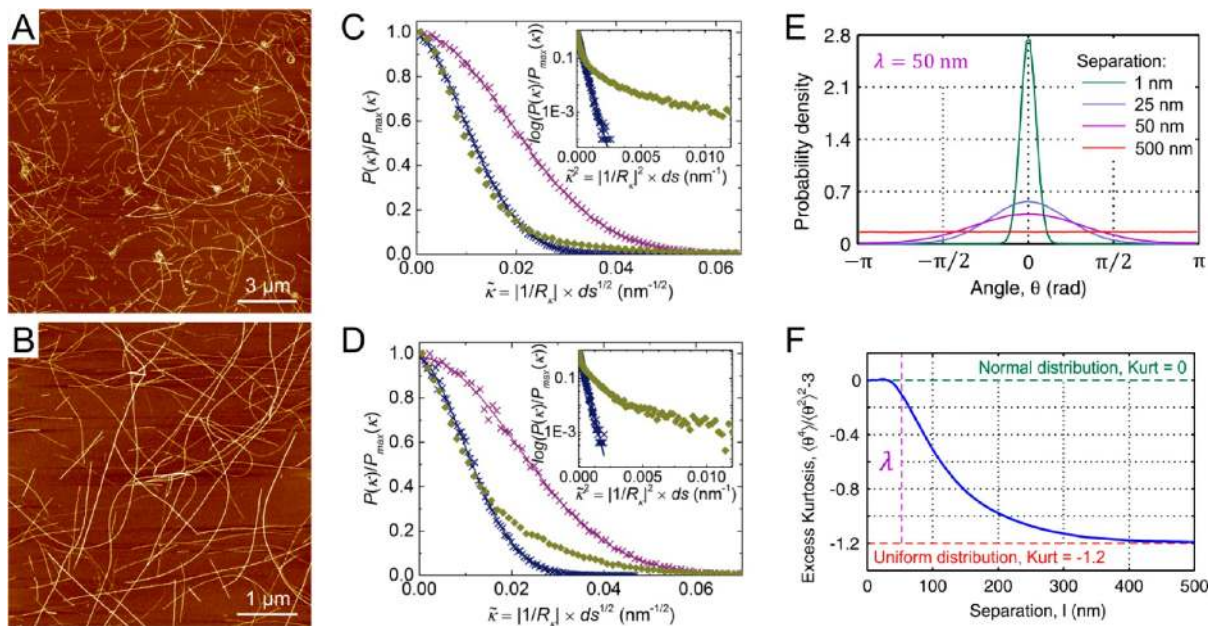 A
3 μm
B
1 μm
C
P(κ)/P_max(κ)
1.0
0.8
0.6
0.4
0.2
0.0
0.00
0.02
0.04
0.06
κ̃ = |1/R_κ| × ds^1/2 (nm^-1/2)
log(P(κ)/P_max(κ))
0.1
1E-3
0.000
0.005
0.010
κ̃² = |1/R_κ|² × ds (nm⁻¹)
D
P(κ)/P_max(κ)
1.0
0.8
0.6
0.4
0.2
0.0
0.00
0.02
0.04
0.06
κ̃ = |1/R_κ| × ds^1/2 (nm^-1/2)
log(P(κ)/P_max(κ))
0.1
1E-3
0.000
0.005
0.010
κ̃² = |1/R_κ|² × ds (nm⁻¹)
E
Probability density
2.8
2.1
1.4
0.7
0
λ = 50 nm
Separation:
1 nm
25 nm
50 nm
500 nm
−π
−π/2
0
π/2
π
Angle, θ (rad)
F
Excess Kurtosis, ⟨θ⁴⟩/⟨θ²⟩²-3
0
-0.4
-0.8
-1.2
Normal distribution, Kurt = 0
λ
Uniform distribution, Kurt = -1.2
0
100
200
300
400
500
Separation, l (nm)